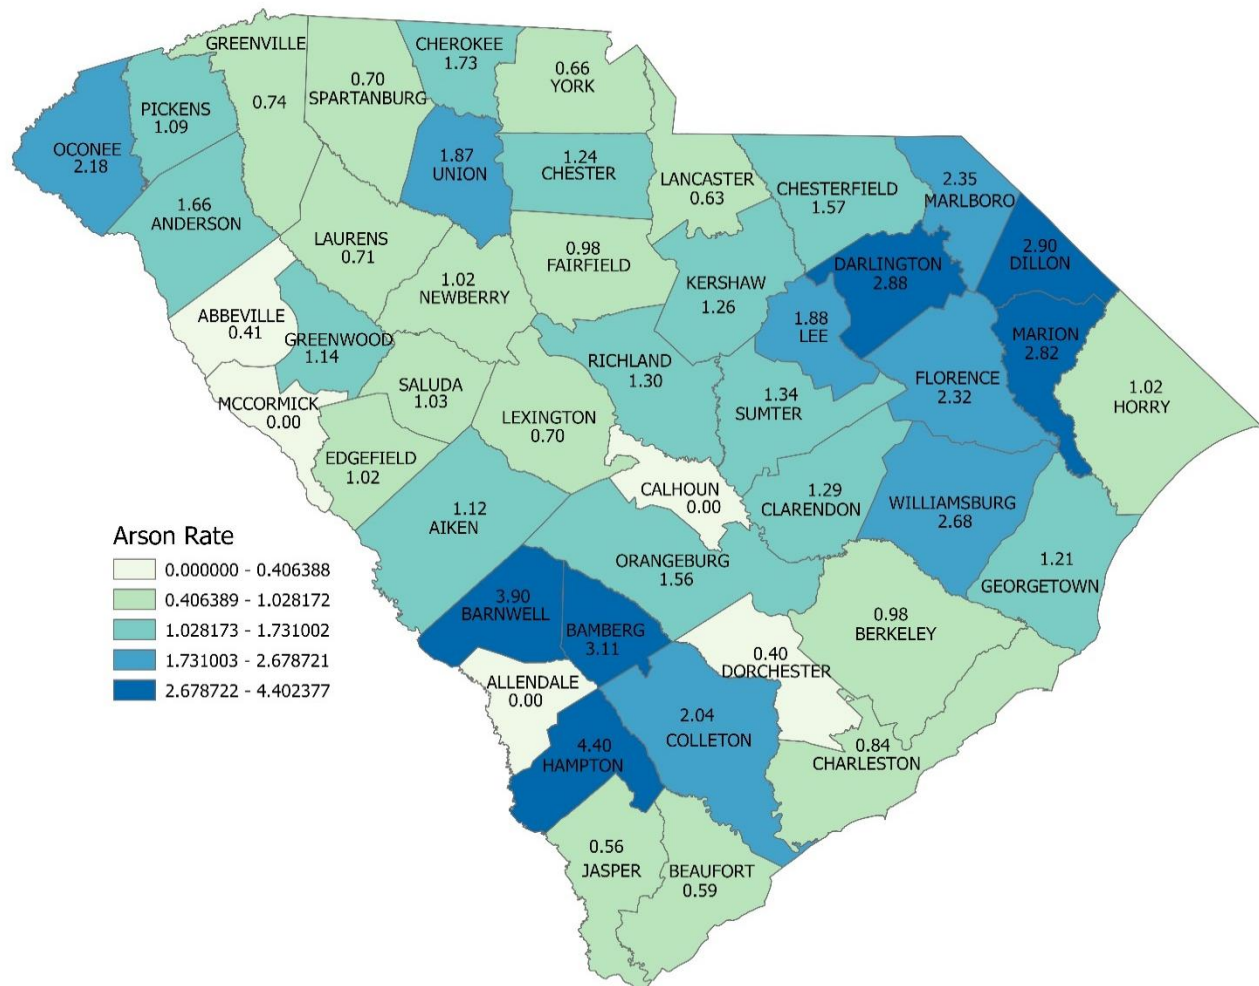 GREENVILLE
0.74
CHEROKEE
1.73
0.70
SPARTANBURG
0.66
YORK
PICKENS
1.09
OCONEE
2.18
1.87
UNION
1.24
CHESTER
LANCASTER
0.63
CHESTERFIELD
1.57
2.35
MARLBORO
1.66
ANDERSON
LAURENS
0.71
0.98
FAIRFIELD
2.90
DILLON
DARLINGTON
2.88
1.02
NEWBERRY
KERSHAW
1.26
ABBEVILLE
0.41
1.88
LEE
MARION
2.82
GREENWOOD
1.14
RICHLAND
1.30
SALUDA
1.03
FLORENCE
2.32
1.02
HORRY
MCCORMICK
0.00
LEXINGTON
0.70
1.34
SUMTER
EDGEFIELD
1.02
CALHOUN
0.00
1.29
CLARENDON
WILLIAMSBURG
2.68
1.12
AIKEN
ORANGEBURG
1.56
1.21
GEORGETOWN
3.90
BARNWELL
BAMBERG
3.11
0.98
BERKELEY
0.40
DORCHESTER
ALLENDALE
0.00
2.04
COLLETON
4.40
HAMPTON
0.84
CHARLESTON
0.56
JASPER
BEAUFORT
0.59
Arson Rate
0.000000 - 0.406388
0.406389 - 1.028172
1.028173 - 1.731002
1.731003 - 2.678721
2.678722 - 4.402377